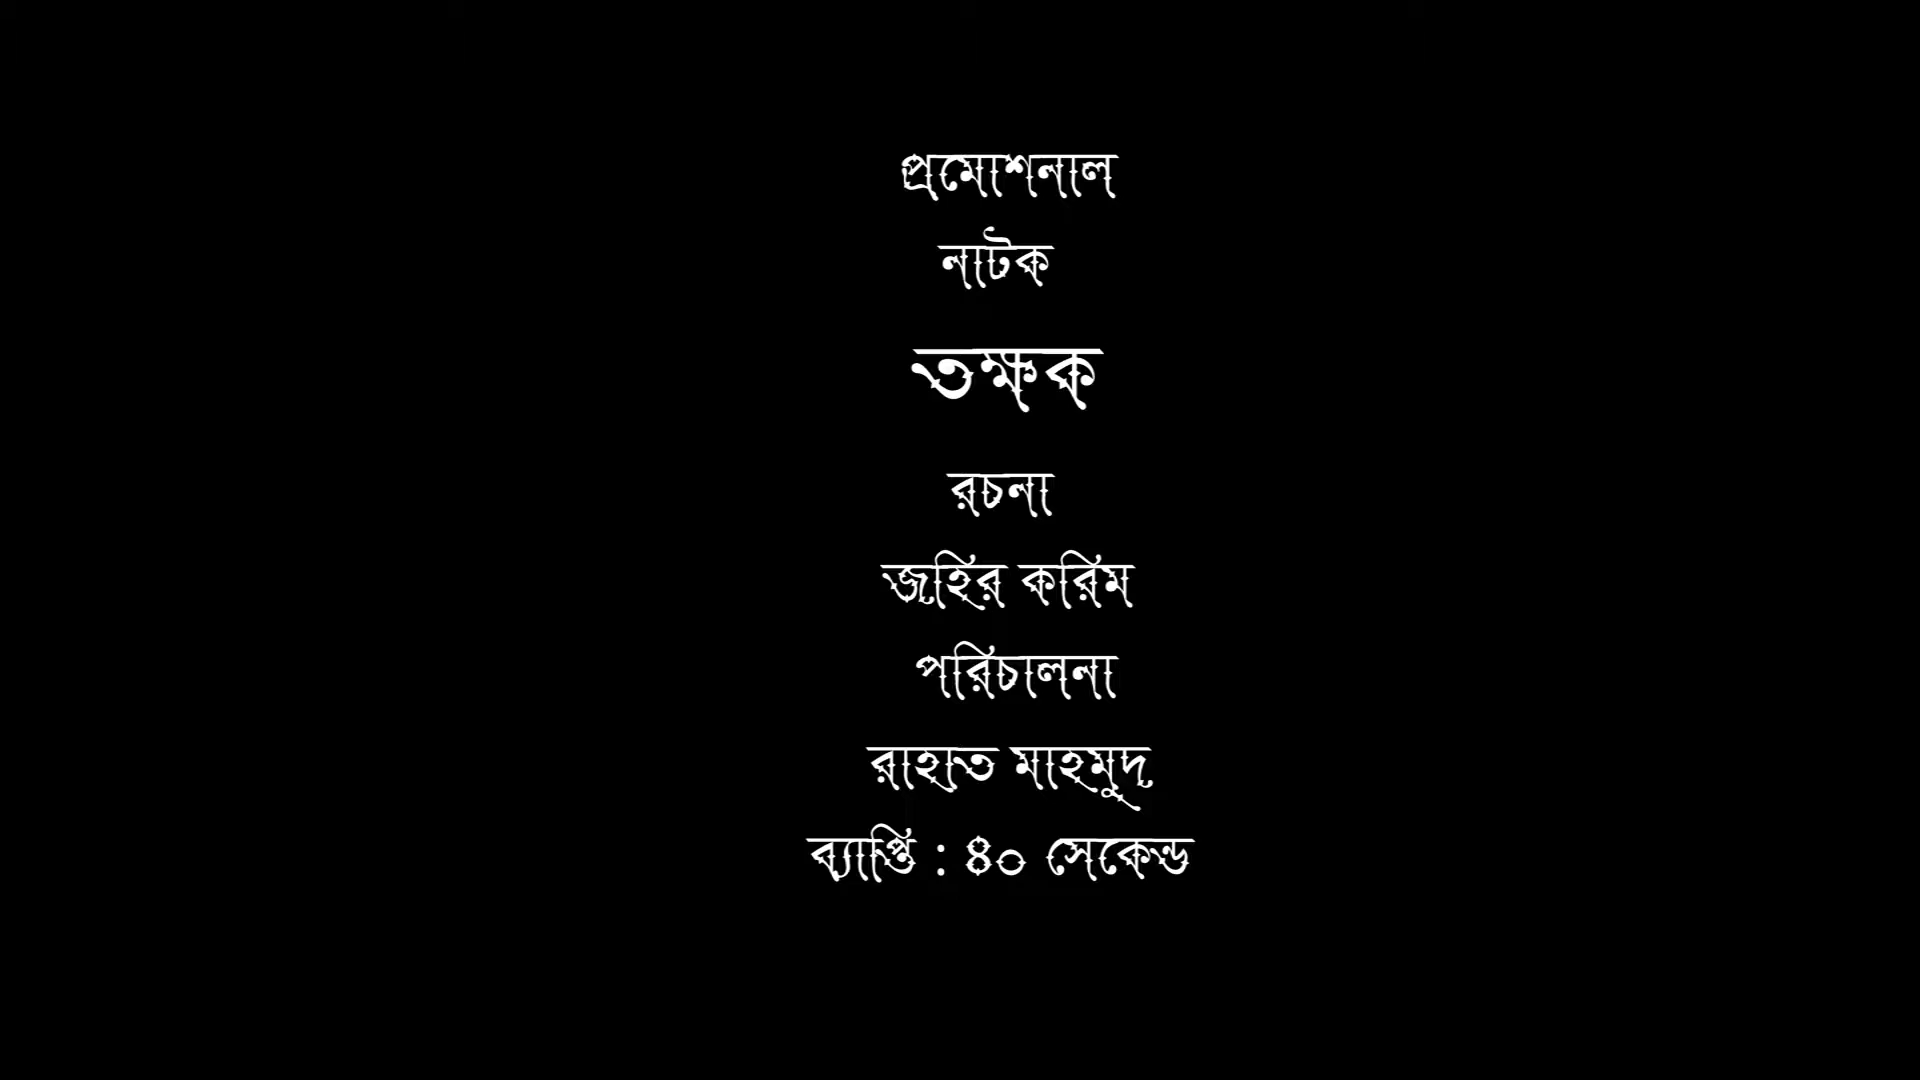 প্রমোশনাল
নাটক
তক্ষক
রচনা
জহির করিম
পরিচালনা
রাহাত মাহমুদ
ব্যাপ্তি : ৪০ সেকেন্ড